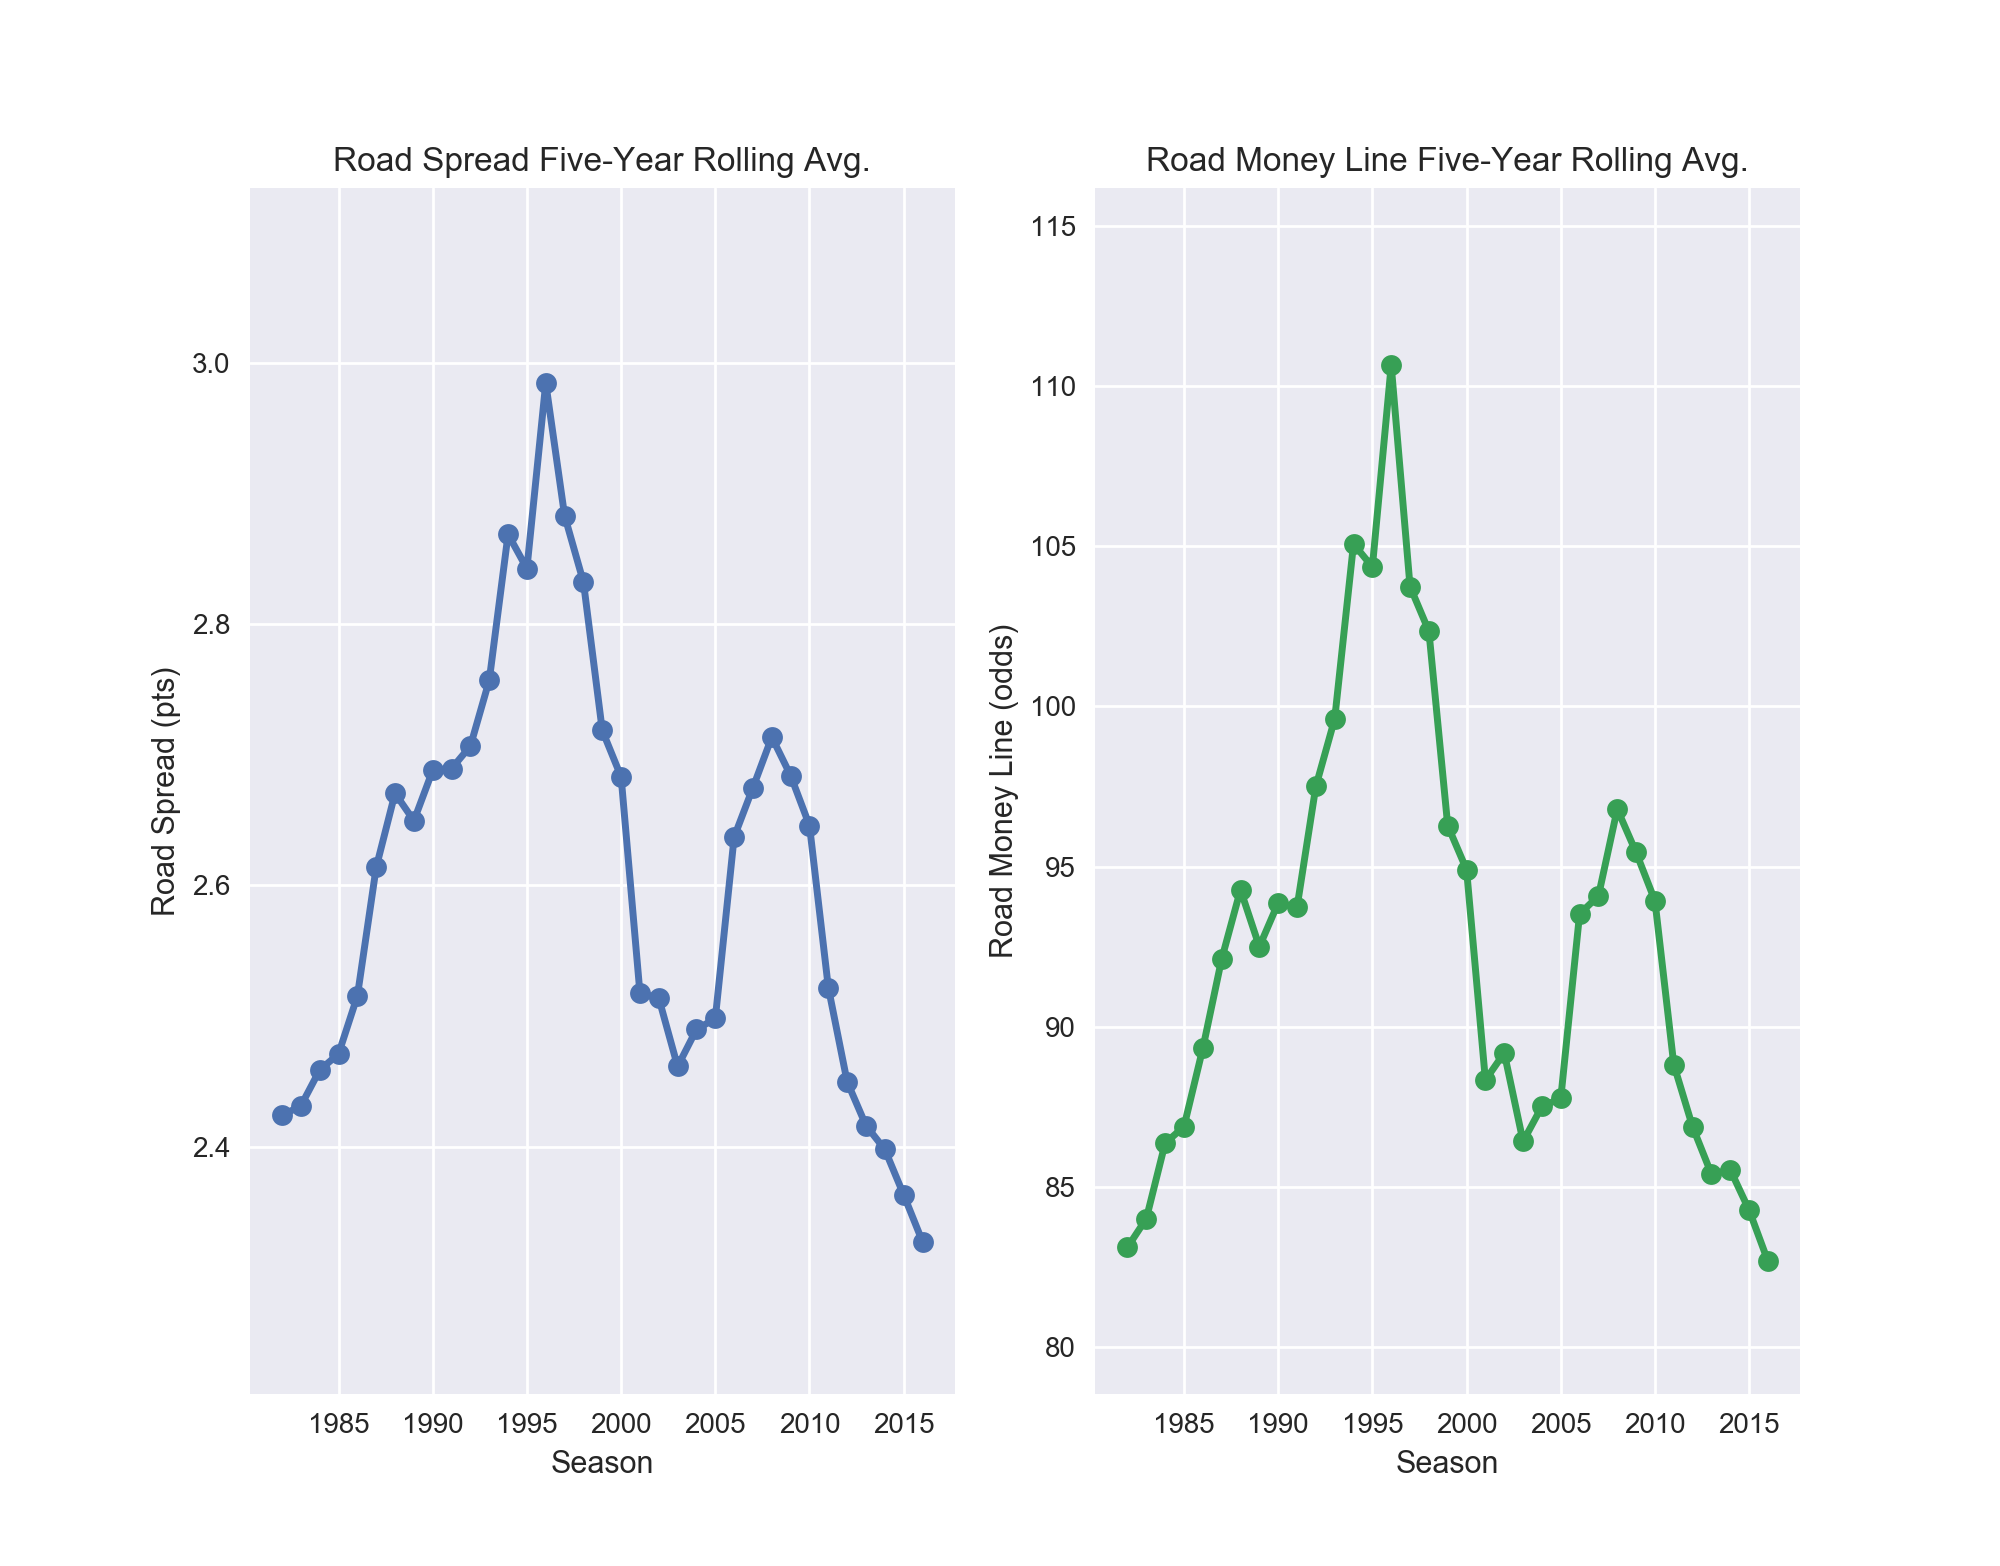 Road Spread Five-Year Rolling Avg.
3.0
2.8
2.6
2.4
Road Spread (pts)
1985 1990 1995 2000 2005 2010 2015
Season
Road Money Line Five-Year Rolling Avg.
115
110
105
100
95
90
85
80
Road Money Line (odds)
1985 1990 1995 2000 2005 2010 2015
Season